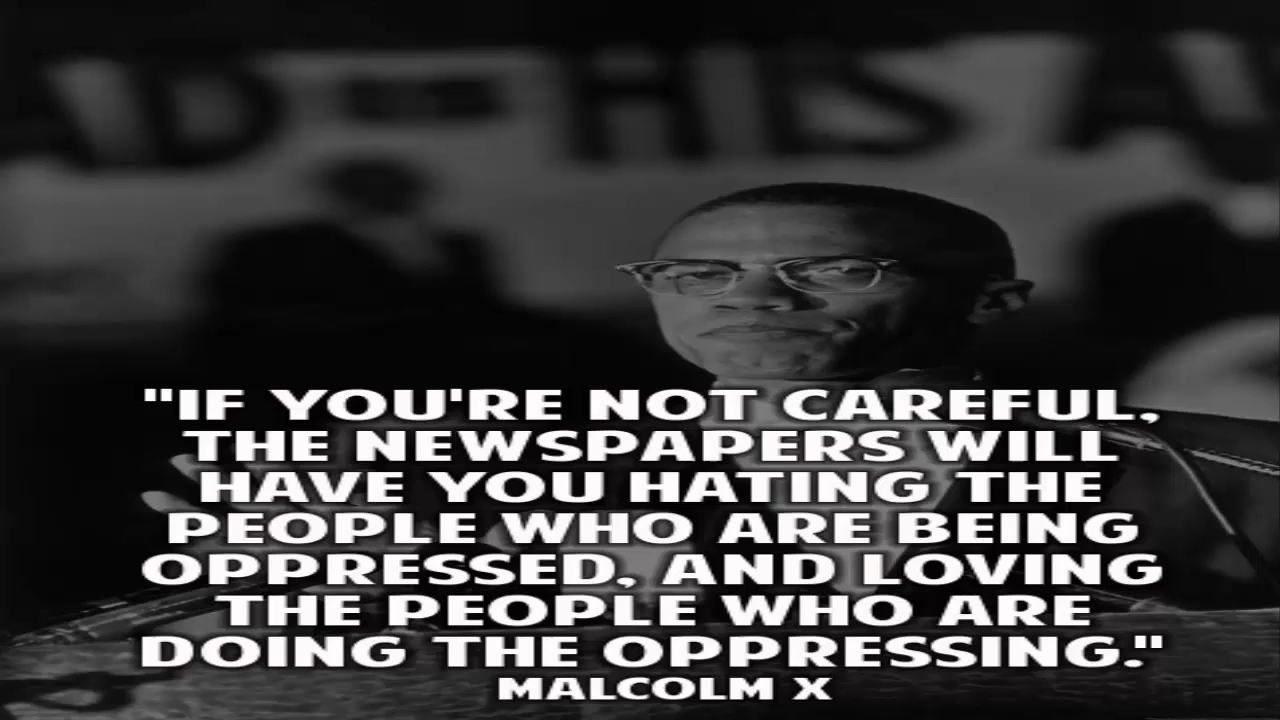 "IF YOU'RE NOT CAREFUL,
THE NEWSPAPERS WILL
HAVE YOU HATING THE
PEOPLE WHO ARE BEING
OPPRESSED, AND LOVING
THE PEOPLE WHO ARE
DOING THE OPPRESSING."
MALCOLM X